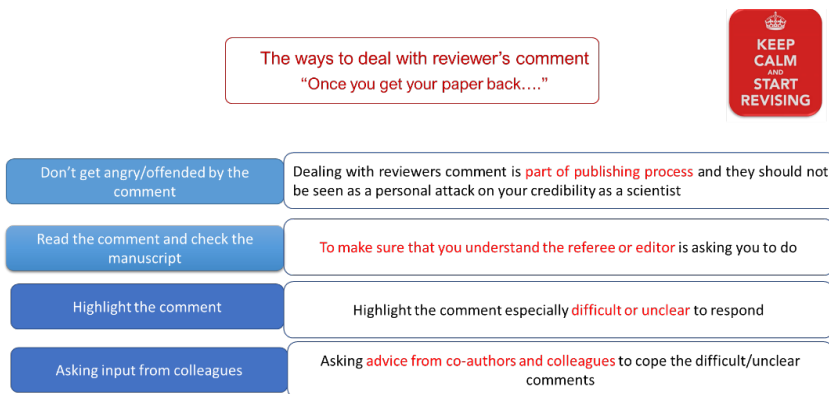 The ways to deal with reviewer's comment
“Once you get your paper back….”
KEEP
CALM
AND
START
REVISING
Don't get angry/offended by the
comment
Dealing with reviewers comment is part of publishing process and they should not
be seen as a personal attack on your credibility as a scientist
Read the comment and check the
manuscript
To make sure that you understand the referee or editor is asking you to do
Highlight the comment
Highlight the comment especially difficult or unclear to respond
Asking input from colleagues
Asking advice from co-authors and colleagues to cope the difficult/unclear
comments